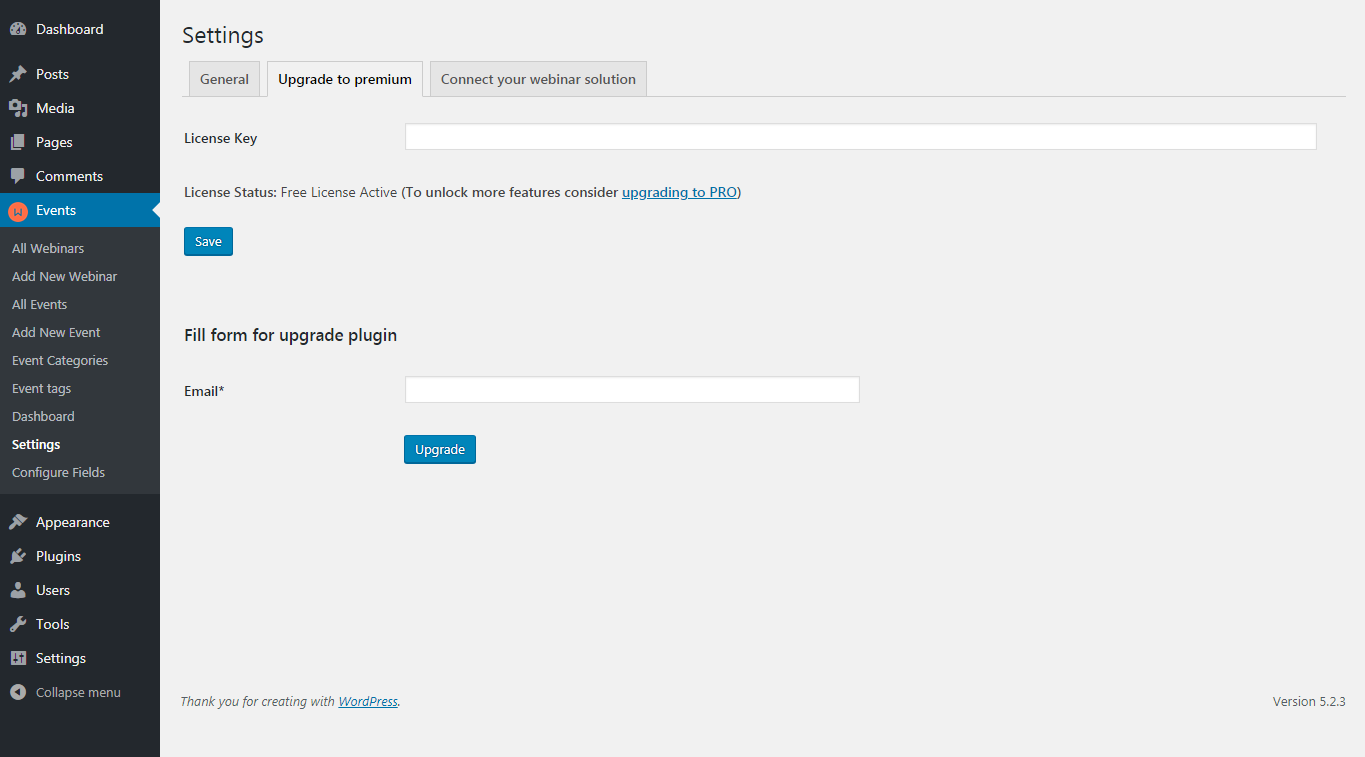 Dashboard
Posts
Media
Pages
Comments
Events
All Webinars
Add New Webinar
All Events
Add New Event
Event Categories
Event tags
Dashboard
Settings
Configure Fields
Appearance
Plugins
Users
Tools
Settings
Collapse menu
Settings
General
Upgrade to premium
Connect your webinar solution
License Key
License Status: Free License Active (To unlock more features consider upgrading to PRO)
Save
Fill form for upgrade plugin
Email*
Upgrade
Thank you for creating with WordPress.
Version 5.2.3